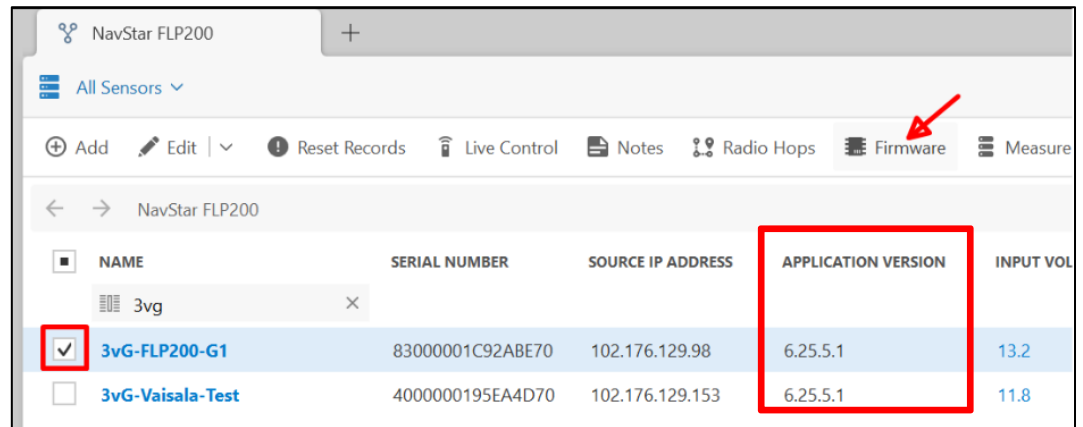 NavStar FLP200
All Sensors
Add Edit Reset Records Live Control Notes Radio Hops Firmware Measure
NavStar FLP200
NAME SERIAL NUMBER SOURCE IP ADDRESS APPLICATION VERSION INPUT VOL
3vg
3vG-FLP200-G1 83000001C92ABE70 102.176.129.98 6.25.5.1 13.2
3vG-Vaisala-Test 4000000195EA4D70 102.176.129.153 6.25.5.1 11.8